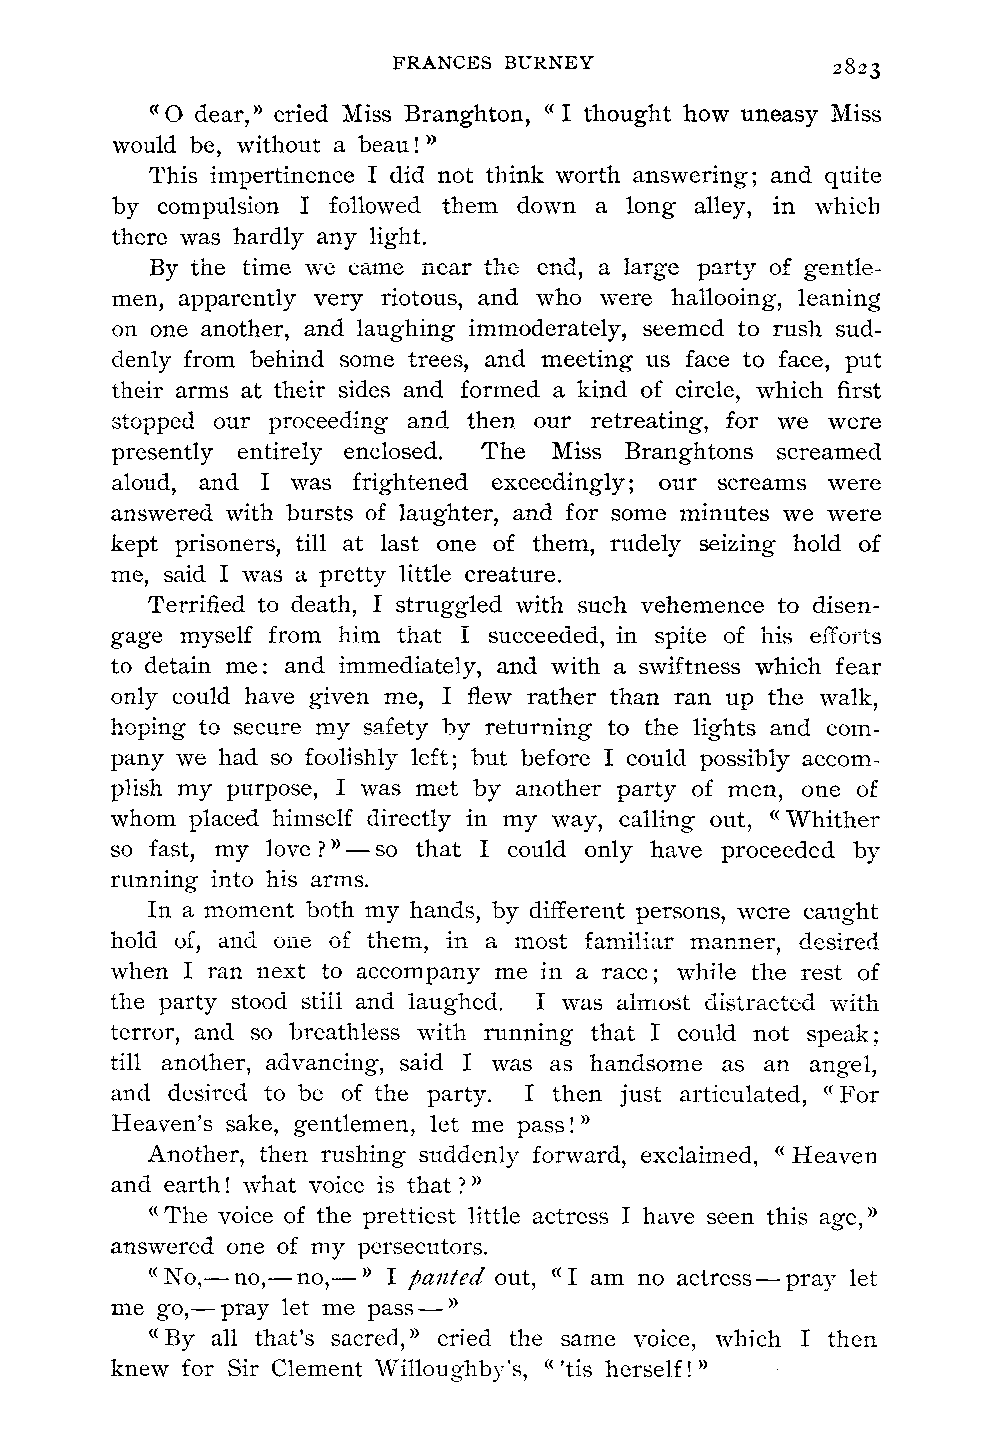 FRANCES BURNEY
2823
"O dear," cried Miss Branghton, "I thought how uneasy Miss
would be, without a beau!"
This impertinence I did not think worth answering; and quite
by compulsion I followed them down a long alley, in which
there was hardly any light.
By the time we came near the end, a large party of gentle-
men, apparently very riotous, and who were hallooing, leaning
on one another, and laughing immoderately, seemed to rush sud-
denly from behind some trees, and meeting us face to face, put
their arms at their sides and formed a kind of circle, which first
stopped our proceeding and then our retreating, for we were
presently entirely enclosed. The Miss Branghtons screamed
aloud, and I was frightened exceedingly; our screams were
answered with bursts of laughter, and for some minutes we were
kept prisoners, till at last one of them, rudely seizing hold of
me, said I was a pretty little creature.
Terrified to death, I struggled with such vehemence to disen-
gage myself from him that I succeeded, in spite of his efforts
to detain me: and immediately, and with a swiftness which fear
only could have given me, I flew rather than ran up the walk,
hoping to secure my safety by returning to the lights and com-
pany we had so foolishly left; but before I could possibly accom-
plish my purpose, I was met by another party of men, one of
whom placed himself directly in my way, calling out, "Whither
so fast, my love?"—so that I could only have proceeded by
running into his arms.
In a moment both my hands, by different persons, were caught
hold of, and one of them, in a most familiar manner, desired
when I ran next to accompany me in a race; while the rest of
the party stood still and laughed. I was almost distracted with
terror, and so breathless with running that I could not speak;
till another, advancing, said I was as handsome as an angel,
and desired to be of the party. I then just articulated, "For
Heaven's sake, gentlemen, let me pass!"
Another, then rushing suddenly forward, exclaimed, "Heaven
and earth! what voice is that?"
"The voice of the prettiest little actress I have seen this age,"
answered one of my persecutors.
"No,—no,—no,—" I panted out, "I am no actress—pray let
me go,—pray let me pass—"
"By all that's sacred," cried the same voice, which I then
knew for Sir Clement Willoughby's, "'tis herself!"